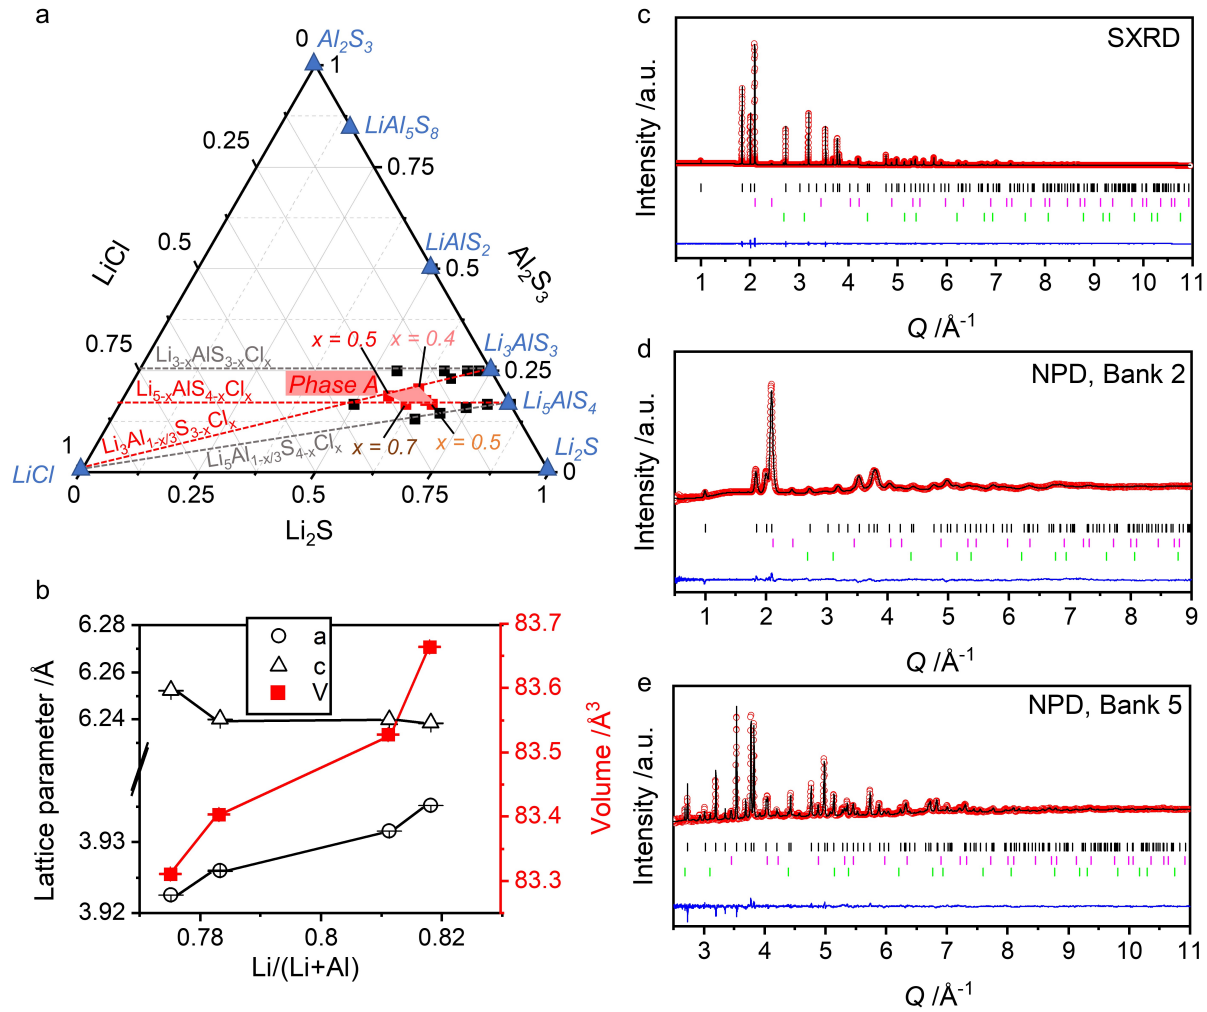 a
0 Al₂S₃
1
LiAl₅S₈
0.25
0.75
LiCl
0.5
LiAlS₂
0.5
Al₂S₃
0.75
x = 0.5
x = 0.4
Li₃AlS₃
Li₃₋ₓAlS₃₋ₓClₓ
0.25
Phase A
Li₅₋ₓAlS₄₋ₓClₓ
Li₅AlS₄
Li₃Al₁₋ₓ/₃S₃₋ₓClₓ
1
Li₅Al₁₋ₓ/₃S₄₋ₓClₓ
x = 0.7
x = 0.5
Li₂S
LiCl
0
0 0.25 0.5 0.75 1
Li₂S
b
Lattice parameter /Å
6.28
6.26
6.24
3.93
3.92
a
c
V
83.7
83.6
83.5
83.4
83.3
Volume /Å³
0.78 0.8 0.82
Li/(Li+Al)
c
SXRD
Intensity /a.u.
1 2 3 4 5 6 7 8 9 10 11
Q /Å⁻¹
d
NPD, Bank 2
Intensity /a.u.
1 2 3 4 5 6 7 8 9
Q /Å⁻¹
e
NPD, Bank 5
Intensity /a.u.
3 4 5 6 7 8 9 10 11
Q /Å⁻¹